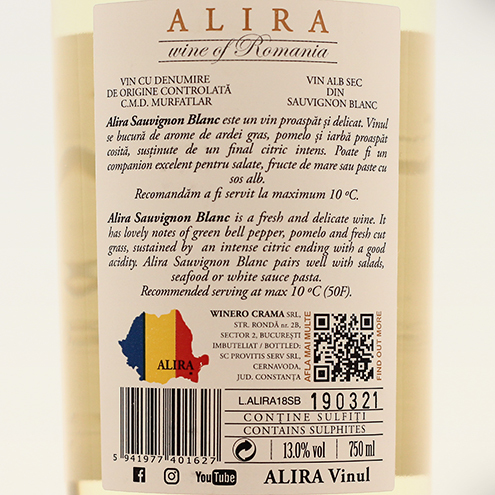 ALIRA
wine of Romania
VIN CU DENUMIRE
DE ORIGINE CONTROLATĂ
C.M.D. MURFATLAR
VIN ALB SEC
DIN
SAUVIGNON BLANC
Alira Sauvignon Blanc este un vin proaspăt și delicat. Vinul
se bucură de arome de ardei gras, pomelo și iarbă proaspăt
cosită, susținute de un final citric intens. Poate fi un
companion excelent pentru salate, fructe de mare sau paste cu
sos alb.
Recomandăm a fi servit la maximum 10 ºC.
Alira Sauvignon Blanc is a fresh and delicate wine. It
has lovely notes of green bell pepper, pomelo and fresh cut
grass, sustained by an intense citric ending with a good
acidity. Alira Sauvignon Blanc pairs well with salads,
seafood or white sauce pasta.
Recommended serving at max 10 ºC (50F).
ALIRA
WINERO CRAMA SRL,
STR. RONDĂ nr. 2B,
SECTOR 2, BUCUREȘTI
IMBUTELIAT / BOTTLED:
SC PROVITIS SERV SRL,
CERNAVODA,
JUD. CONSTANȚA
AFLA MAI MULTE
FIND OUT MORE
L.ALIRA18SB 190321
CONȚINE SULFIȚI
CONTAINS SULPHITES
13.0% vol
750 ml
5 941977 401627
YouTube
ALIRA Vinul